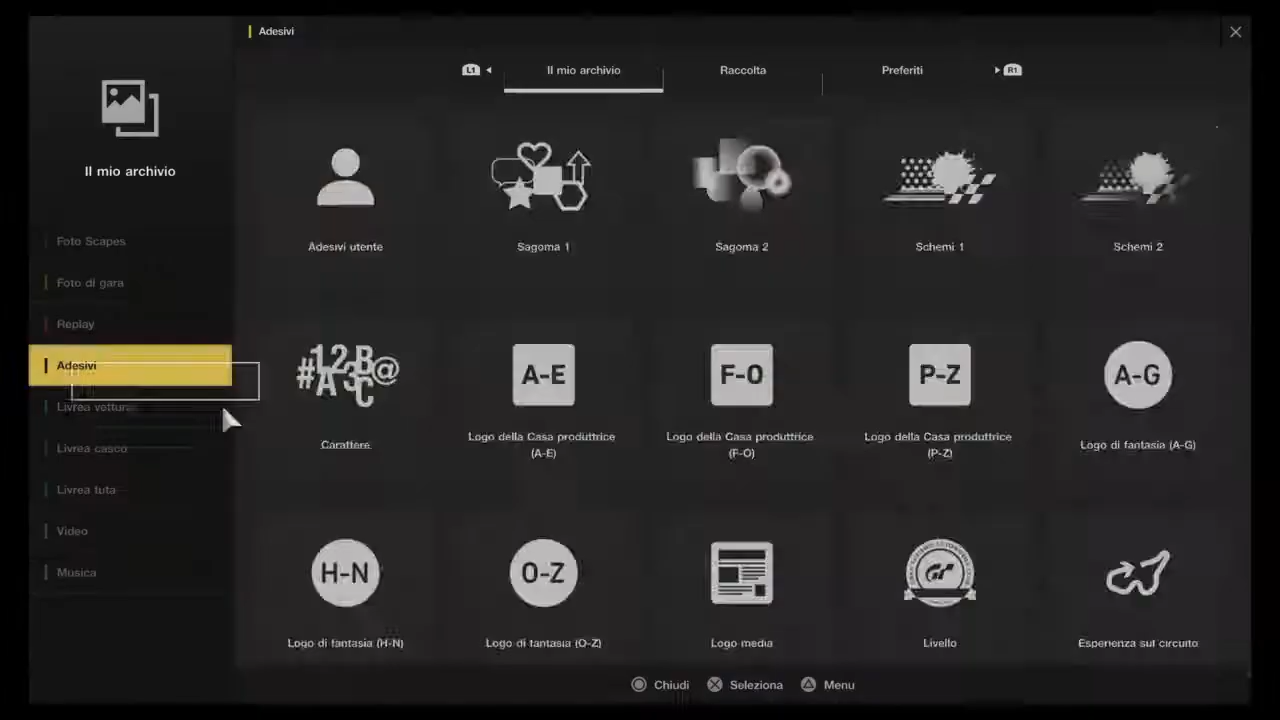 Adesivi
L1
Il mio archivio
Raccolta
Preferiti
R1
Il mio archivio
Foto Scapes
Foto di gara
Replay
Adesivi
Livrea vettura
Livrea casco
Livrea tuta
Video
Musica
Adesivi utente
Sagoma 1
Sagoma 2
Schemi 1
Schemi 2
#123B@
A3C
Carattere
A-E
Logo della Casa produttrice
(A-E)
F-O
Logo della Casa produttrice
(F-O)
P-Z
Logo della Casa produttrice
(P-Z)
A-G
Logo di fantasia (A-G)
H-N
Logo di fantasia (H-N)
O-Z
Logo di fantasia (O-Z)
Logo media
GT
Livello
Esperienza sul circuito
Chiudi
Seleziona
Menu